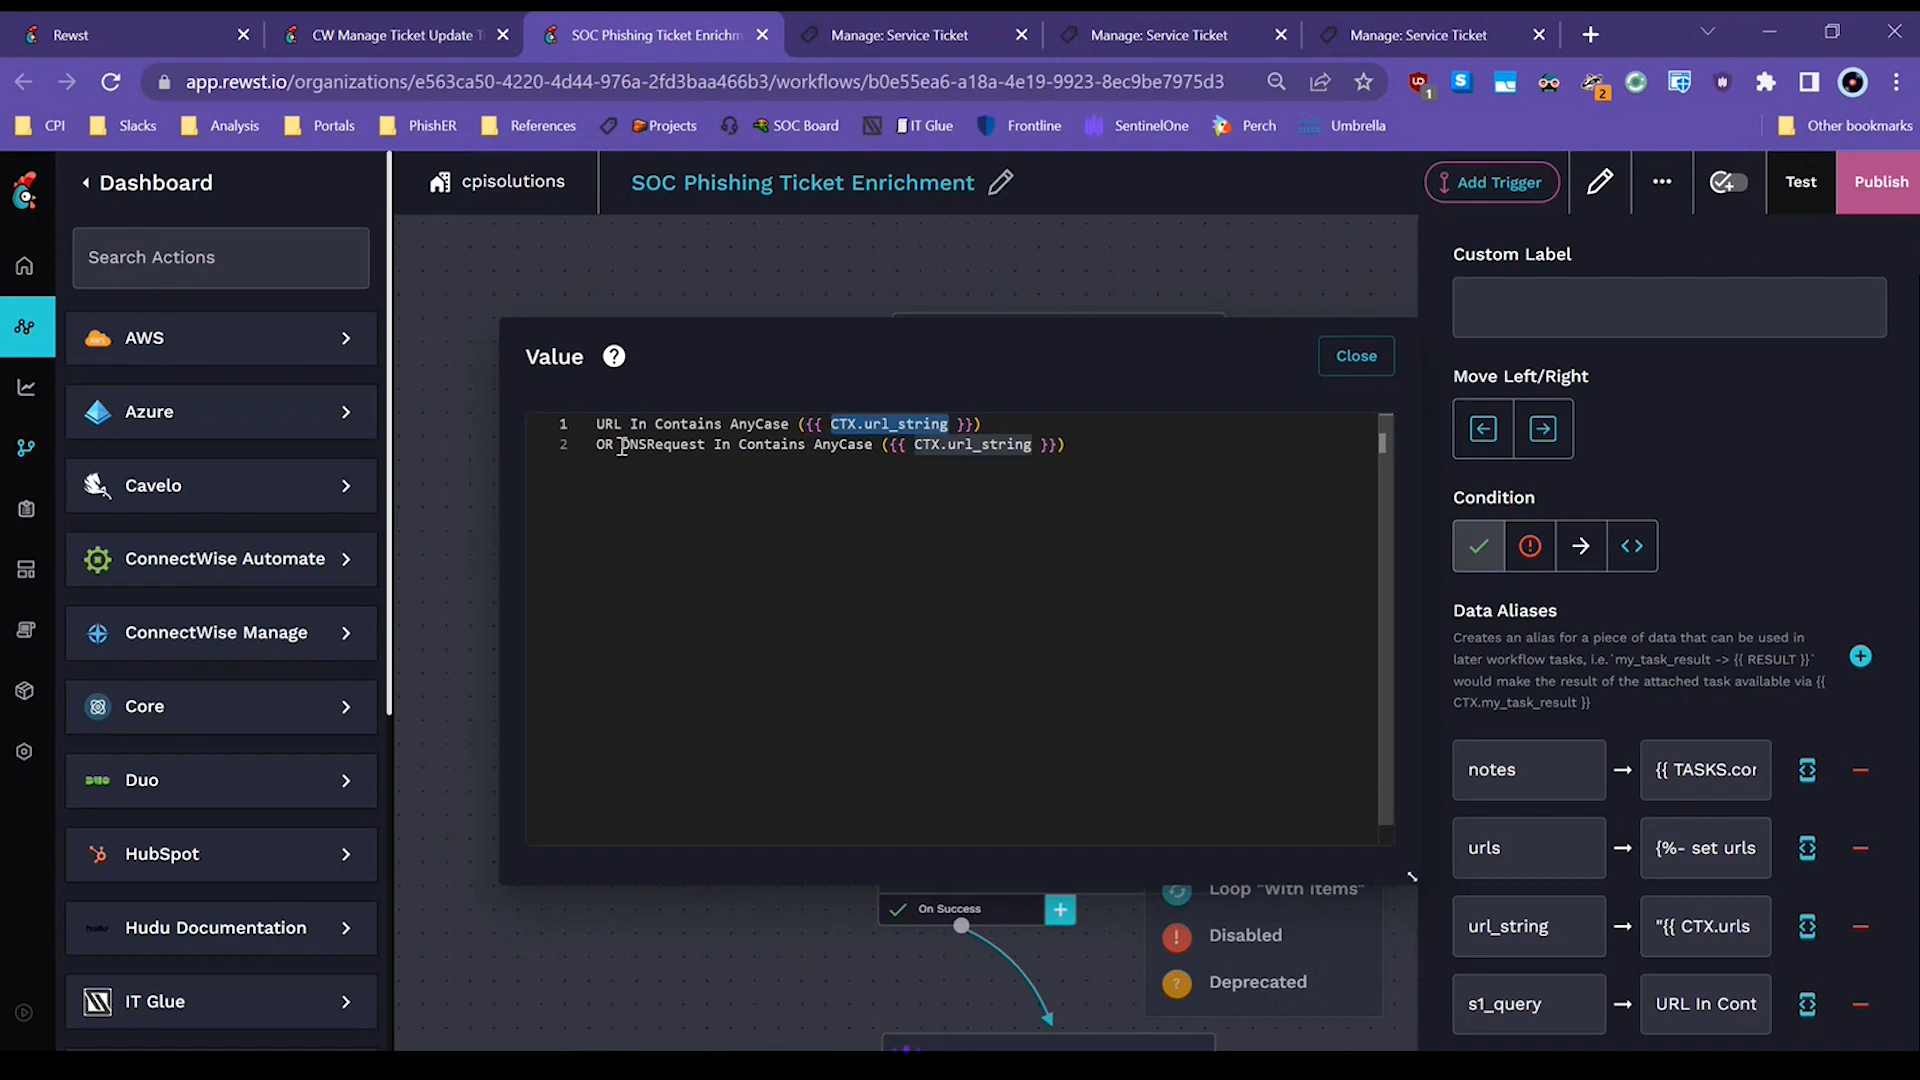 Rewst
CW Manage Ticket Update T
SOC Phishing Ticket Enrichm
Manage: Service Ticket
Manage: Service Ticket
Manage: Service Ticket
app.rewst.io/organizations/e563ca50-4220-4d44-976a-2fd3baa466b3/workflows/b0e55ea6-a18a-4e19-9923-8ec9be7975d3
1
2
CPI
Slacks
Analysis
Portals
PhishER
References
Projects
SOC Board
IT Glue
Frontline
SentinelOne
Perch
Umbrella
Other bookmarks
Dashboard
cpisolutions
SOC Phishing Ticket Enrichment
Add Trigger
Test
Publish
Search Actions
AWS
Azure
Cavelo
ConnectWise Automate
ConnectWise Manage
Core
Duo
HubSpot
Hudu Documentation
IT Glue
Value
Close
1 URL In Contains AnyCase ({{ CTX.url_string }})
2 OR DNSRequest In Contains AnyCase ({{ CTX.url_string }})
On Success
Loop "With Items"
Disabled
Deprecated
Custom Label
Move Left/Right
Condition
Data Aliases
Creates an alias for a piece of data that can be used in
later workflow tasks, i.e.`my_task_result -> {{ RESULT }}`
would make the result of the attached task available via {{
CTX.my_task_result }}
notes
{{ TASKS.cor
urls
{%- set urls
url_string
"{{ CTX.urls
s1_query
URL In Cont